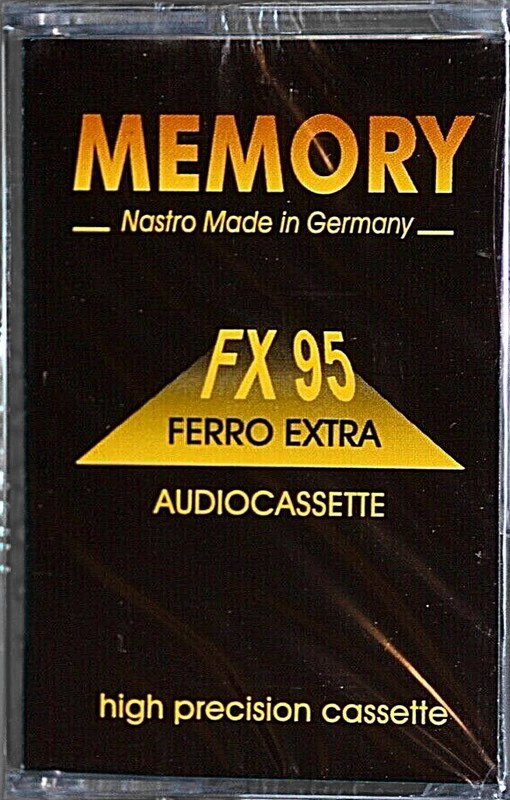 MEMORY
Nastro Made in Germany
FX 95
FERRO EXTRA
AUDIOCASSETTE
high precision cassette